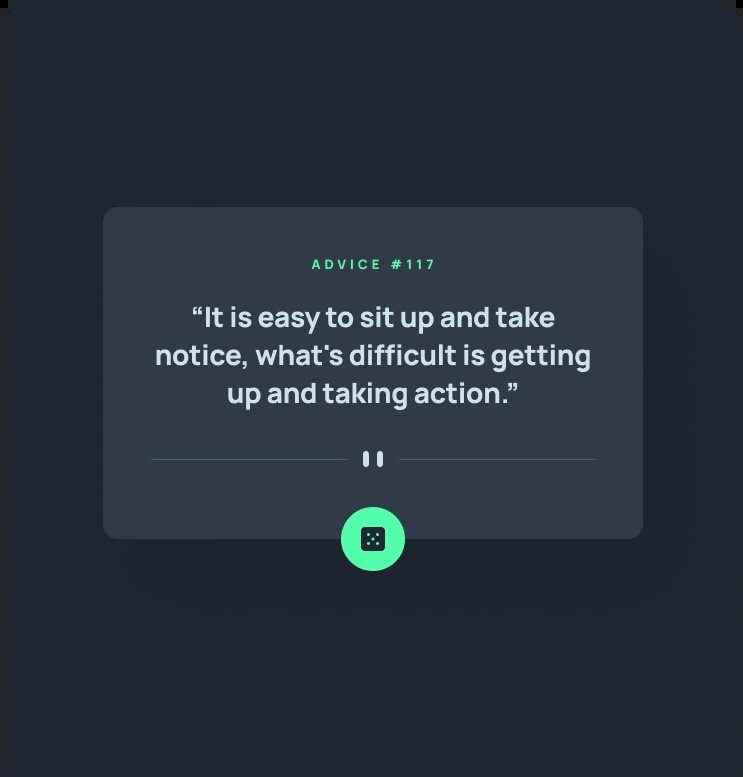 ADVICE #117
“It is easy to sit up and take
notice, what's difficult is getting
up and taking action.”